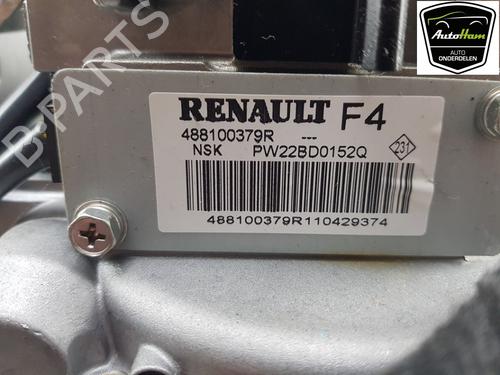 AutoHam
AUTO
ONDERDELEN
B-PARTS
RENAULT F4
488100379R ---
NSK PW22BD0152Q 231
488100379R110429374